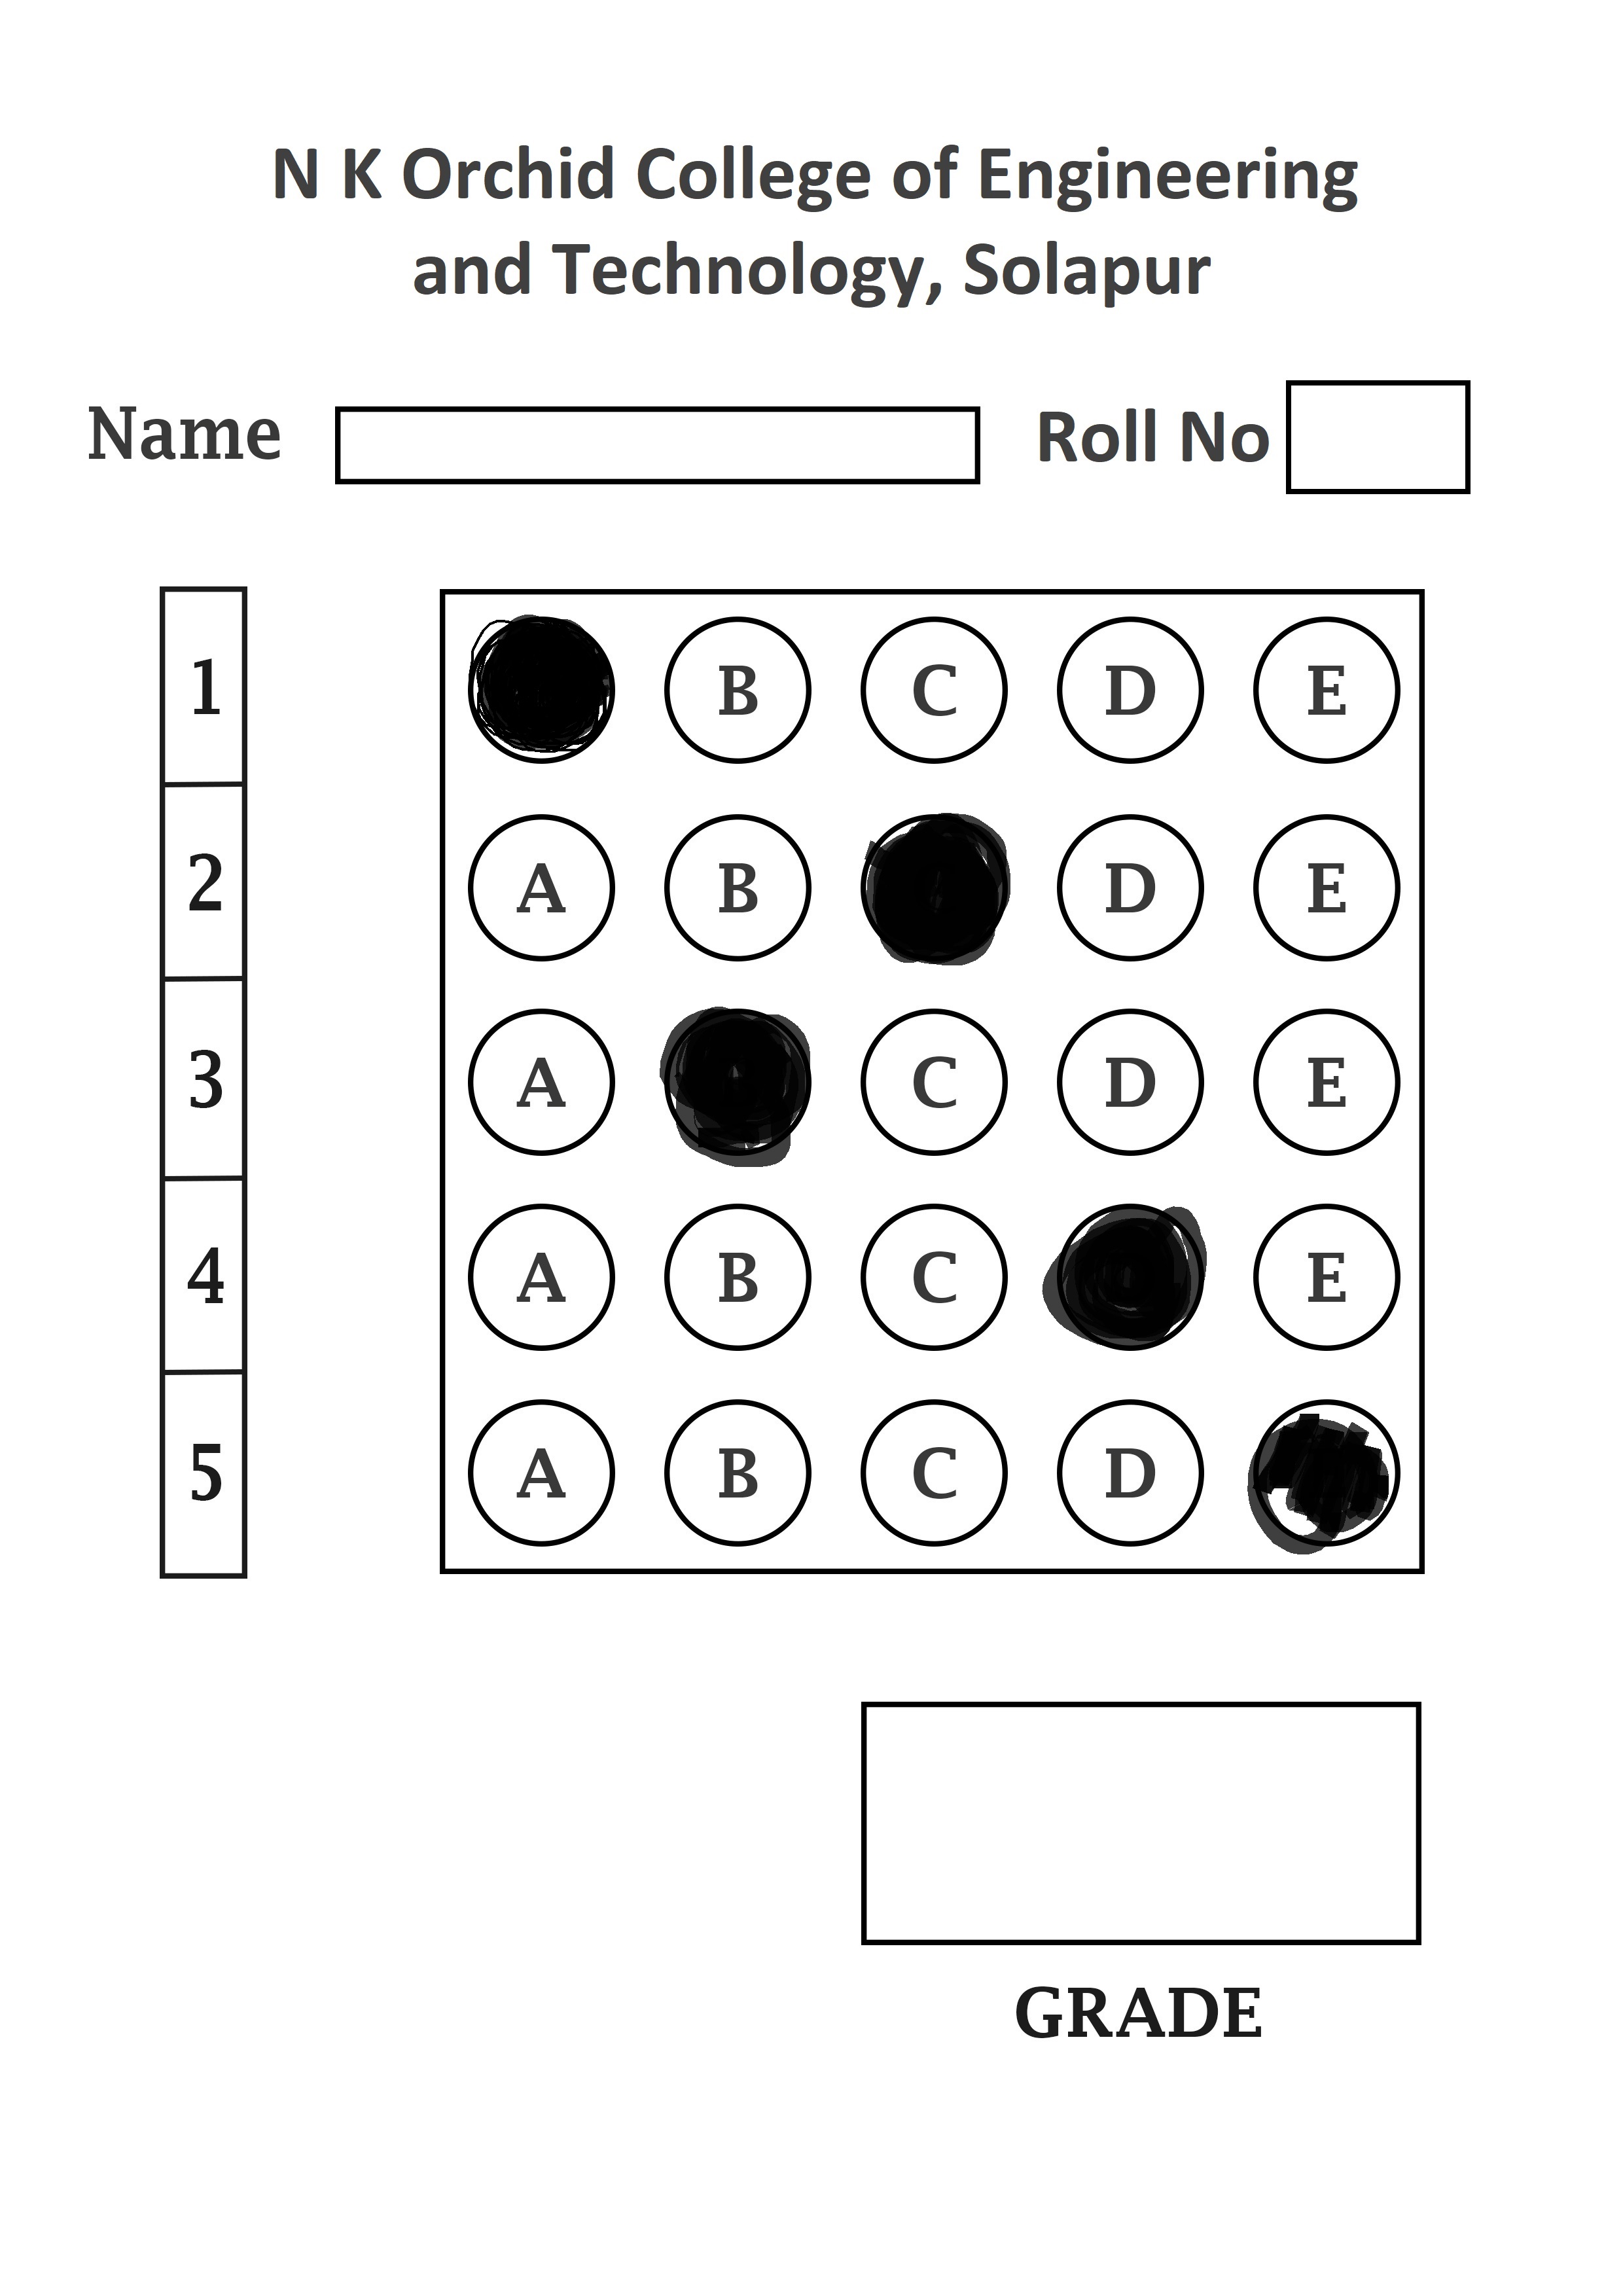 N K Orchid College of Engineering
and Technology, Solapur
Name Roll No
1 B C D E
2 A B D E
3 A C D E
4 A B C E
5 A B C D
GRADE